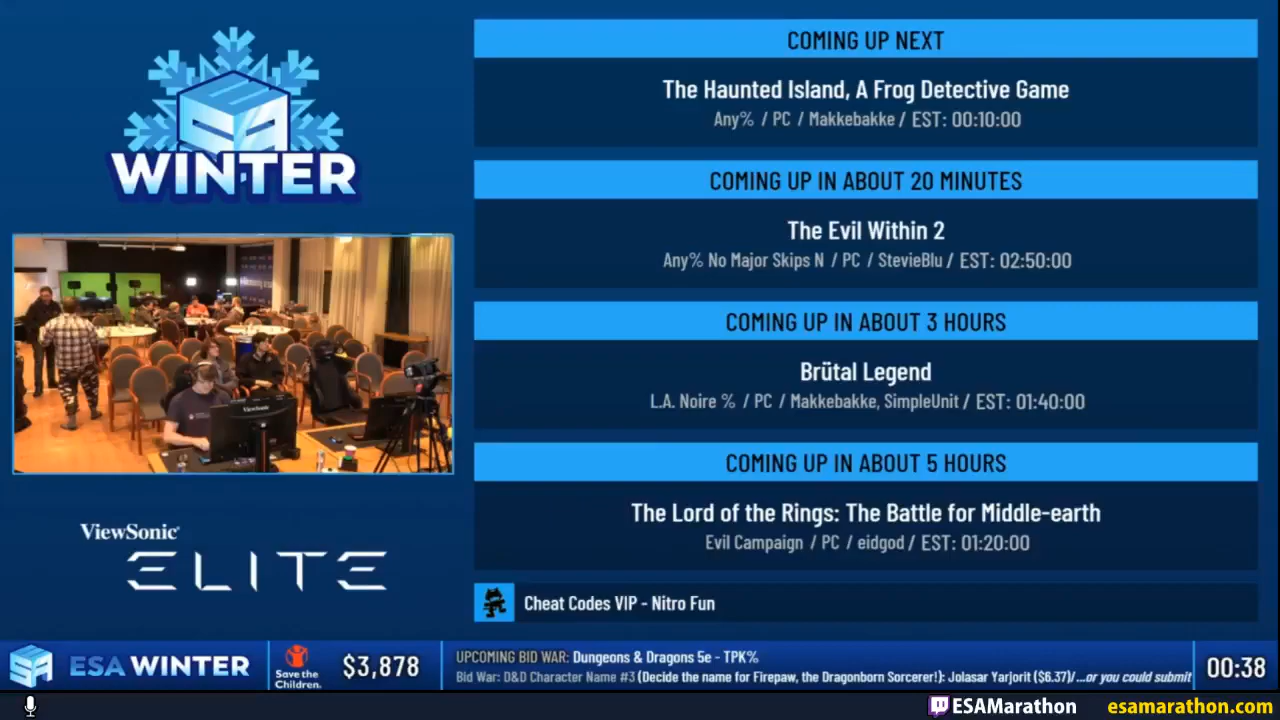 WINTER
COMING UP NEXT
The Haunted Island, A Frog Detective Game
Any% / PC / Makkebakke / EST: 00:10:00
COMING UP IN ABOUT 20 MINUTES
The Evil Within 2
Any% No Major Skips N / PC / StevieBlu / EST: 02:50:00
COMING UP IN ABOUT 3 HOURS
Brütal Legend
L.A. Noire % / PC / Makkebakke, SimpleUnit / EST: 01:40:00
COMING UP IN ABOUT 5 HOURS
The Lord of the Rings: The Battle for Middle-earth
Evil Campaign / PC / eidgod / EST: 01:20:00
ViewSonic
ELITE
Cheat Codes VIP - Nitro Fun
ESA WINTER
Save the
Children.
$3,878
UPCOMING BID WAR: Dungeons & Dragons 5e - TPK%
Bid War: D&D Character Name #3 (Decide the name for Firepaw, the Dragonborn Sorcerer!): Jolasar Yarjorit ($6.37)/...or you could submit
00:38
ESAMarathon
esamarathon.com